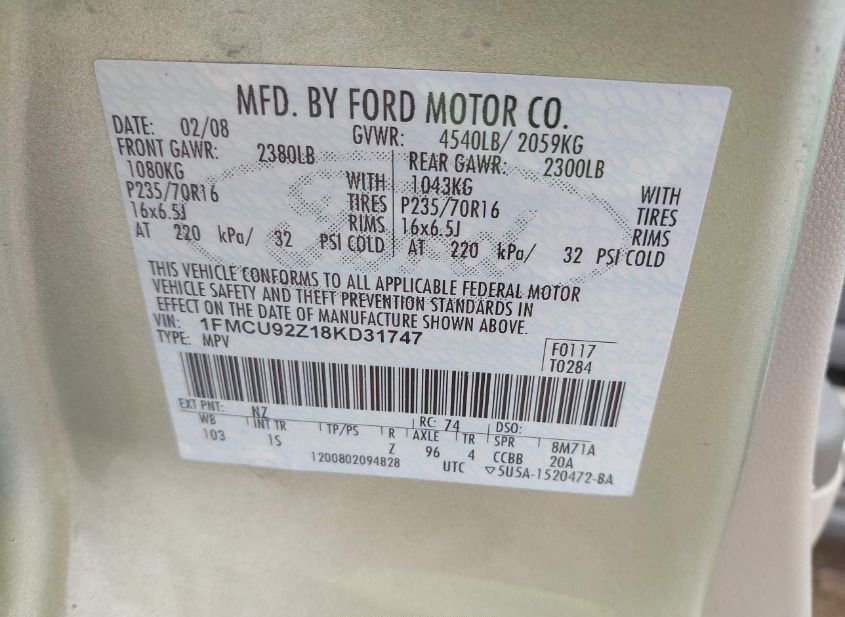 MFD. BY FORD MOTOR CO.
DATE: 02/08 GVWR: 4540LB/ 2059KG
FRONT GAWR: 2380LB REAR GAWR: 2300LB
1080KG WITH 1043KG WITH
P235/70R16 TIRES P235/70R16 TIRES
16x6.5J RIMS 16x6.5J RIMS
AT 220 kPa/ 32 PSI COLD AT 220 kPa/ 32 PSI COLD
THIS VEHICLE CONFORMS TO ALL APPLICABLE FEDERAL MOTOR
VEHICLE SAFETY AND THEFT PREVENTION STANDARDS IN
EFFECT ON THE DATE OF MANUFACTURE SHOWN ABOVE.
VIN: 1FMCU92Z18KD31747
TYPE: MPV F0117
T0284
EXT PNT: NZ RC: 74 DSO:
WB INT TR TP/PS R AXLE TR SPR 8M71A
103 1S Z 96 4 CCBB 20A
1200802094828 UTC ▽5U5A-1520472-BA